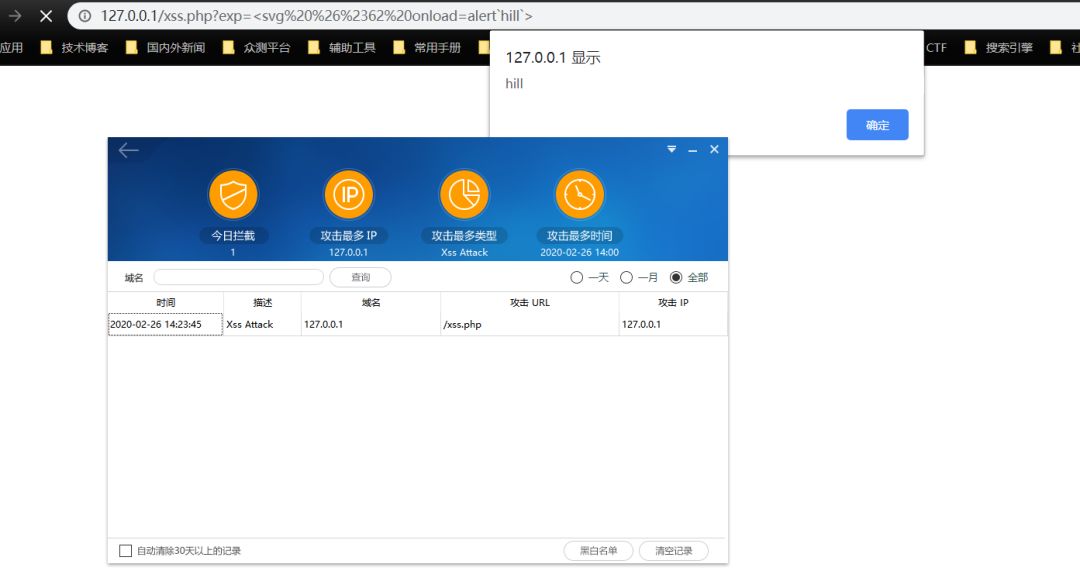 127.0.0.1/xss.php?exp=<svg%20%26%2362%20onload=alert`hill`>
应用 技术博客 国内外新闻 众测平台 辅助工具 常用手册 CTF 搜索引擎
127.0.0.1 显示
hill
确定
今日拦截 攻击最多 IP 攻击最多类型 攻击最多时间
1 127.0.0.1 Xss Attack 2020-02-26 14:00
域名 查询 一天 一月 全部
时间 描述 域名 攻击 URL 攻击 IP
2020-02-26 14:23:45 Xss Attack 127.0.0.1 /xss.php 127.0.0.1
自动清除30天以上的记录 黑白名单 清空记录